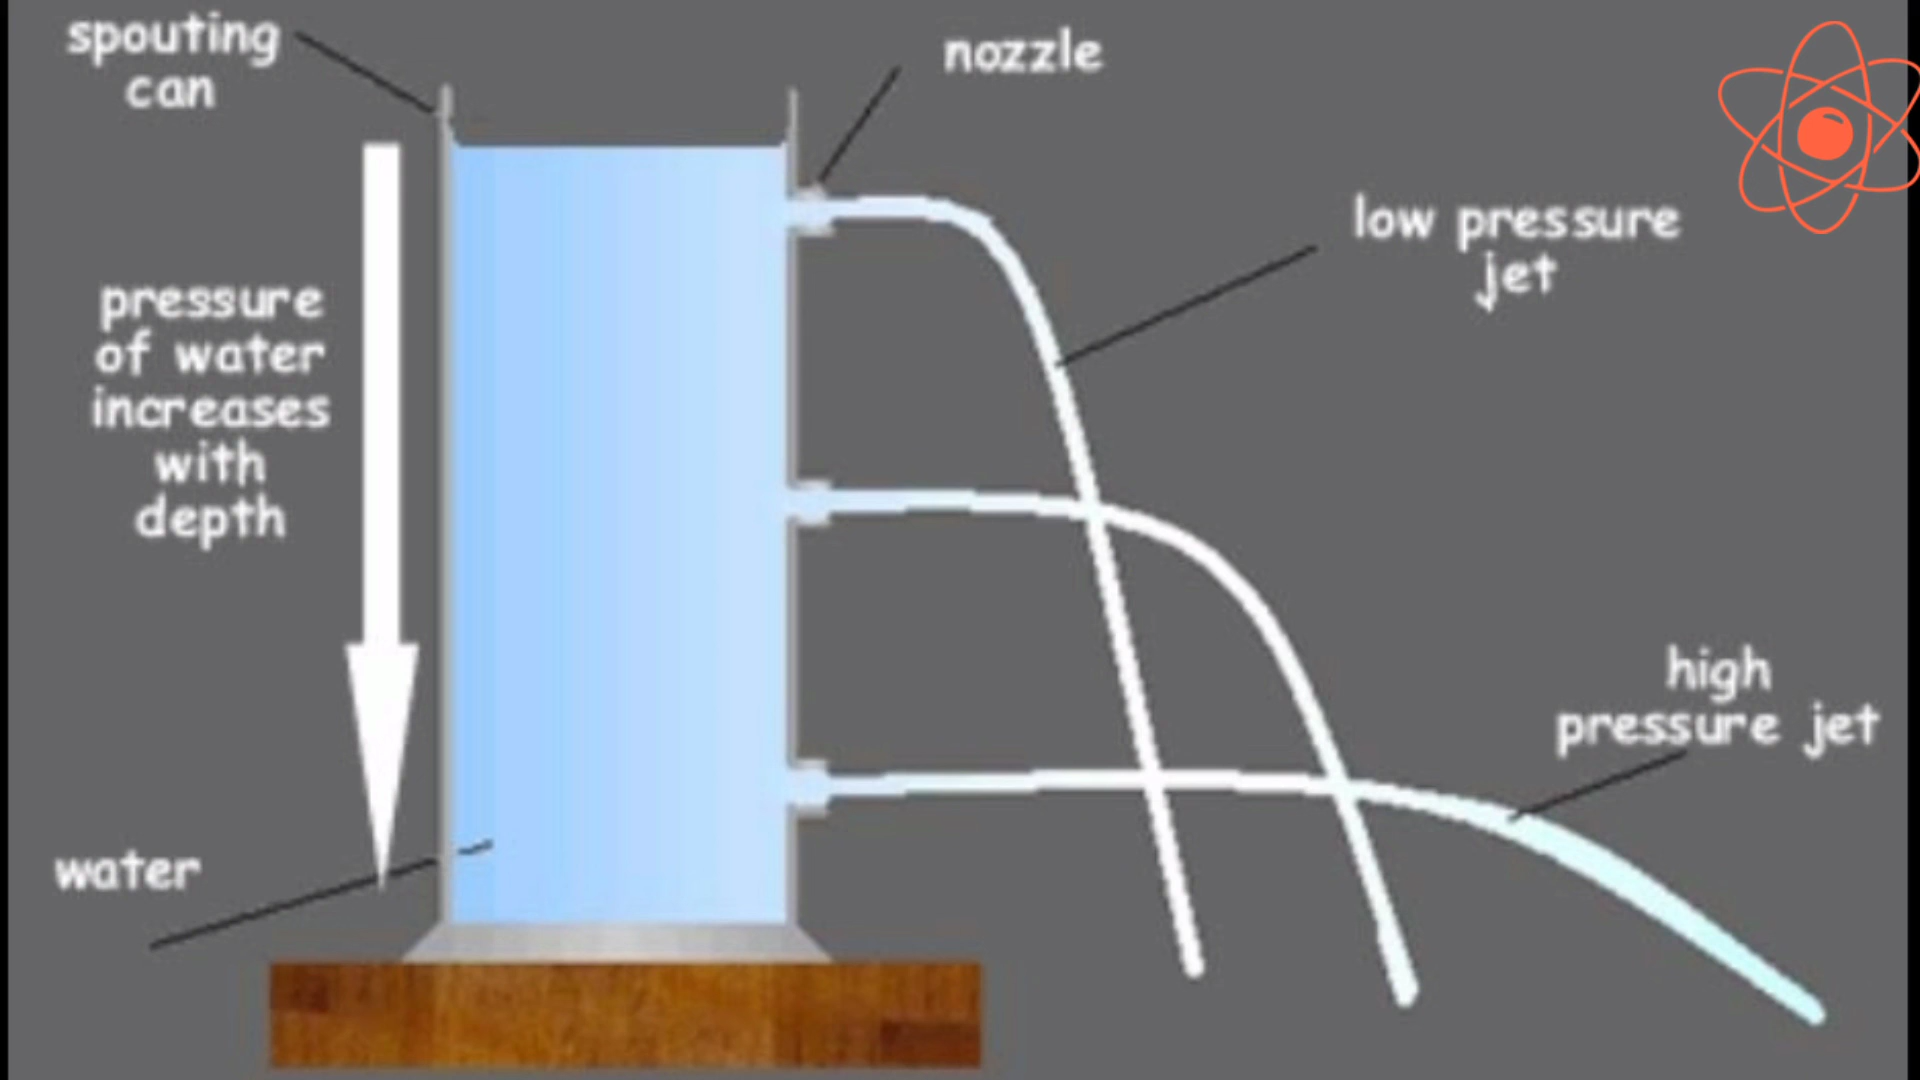 spouting
can
nozzle
low pressure
jet
pressure
of water
increases
with
depth
high
pressure jet
water